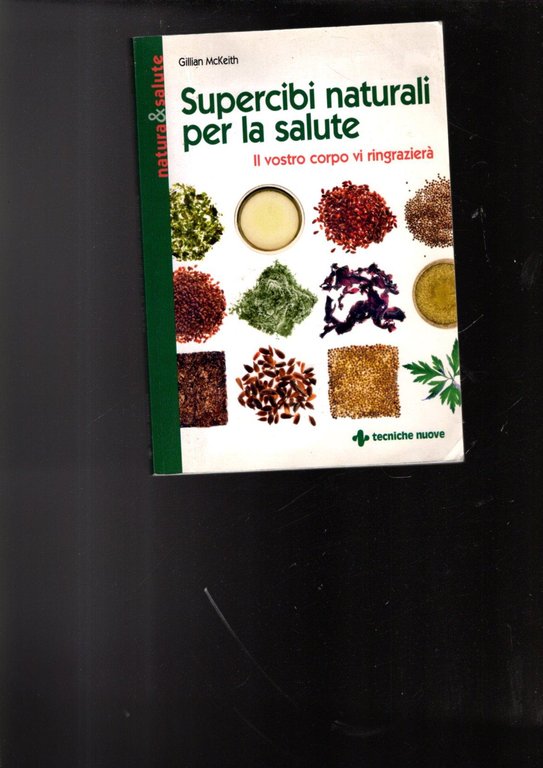 Gillian McKeith
natura&salute
Supercibi naturali
per la salute
Il vostro corpo vi ringrazierà
tecniche nuove